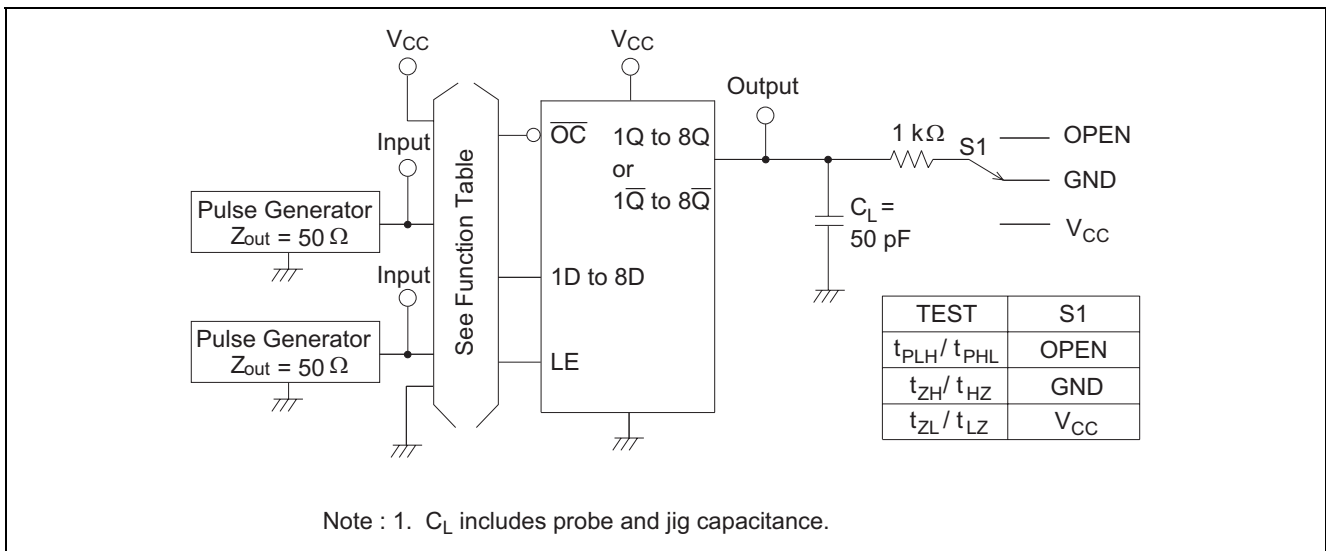 VCC
VCC
Output
Input
OC
1Q to 8Q
or
1Q̅ to 8Q̅
1 kΩ
S1
OPEN
GND
VCC
Pulse Generator
Zout = 50 Ω
CL =
50 pF
See Function Table
Input
1D to 8D
Pulse Generator
Zout = 50 Ω
LE
TEST S1
tPLH / tPHL OPEN
tZH / tHZ GND
tZL / tLZ VCC
Note : 1. CL includes probe and jig capacitance.